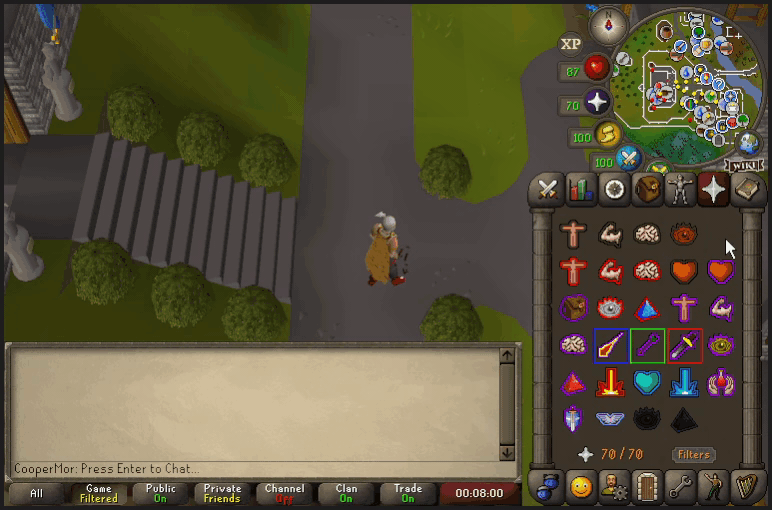 N
XP
87
70
100
100
WIKI
70 / 70
Filters
CooperMor: Press Enter to Chat...
All
Game
Filtered
Public
On
Private
Friends
Channel
Off
Clan
On
Trade
On
00:08:00